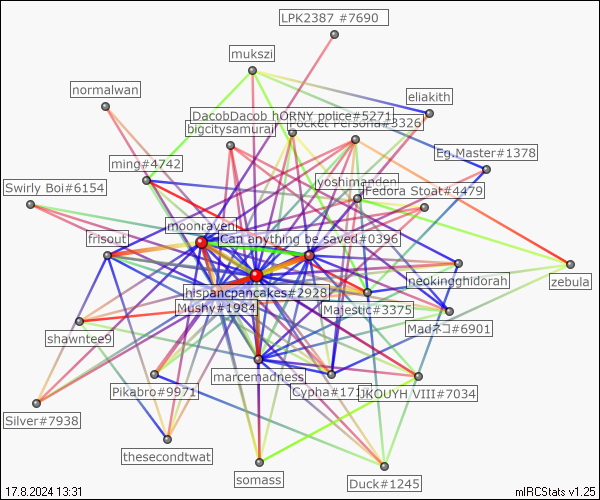 LPK2387 #7690
mukszi
normalwan
eliakith
DacobDacob hORNY police#5271
Pocket Persona#3326
bigcitysamurai
Eg.Master#1378
ming#4742
yoshimanden
Swirly Boi#6154
Fedora Stoat#4479
moonraven
frisout
Can anything be saved#0396
neokingghidorah
zebula
hispancpancakes#2928
Mushy#1984
Majestic#3375
Madネコ#6901
shawntee9
marcemadness
Pikabro#9971
JKOUYH VIII#7034
Silver#7938
thesecondtwat
somass
Duck#1245
17.8.2024 13:31
mIRCStats v1.25